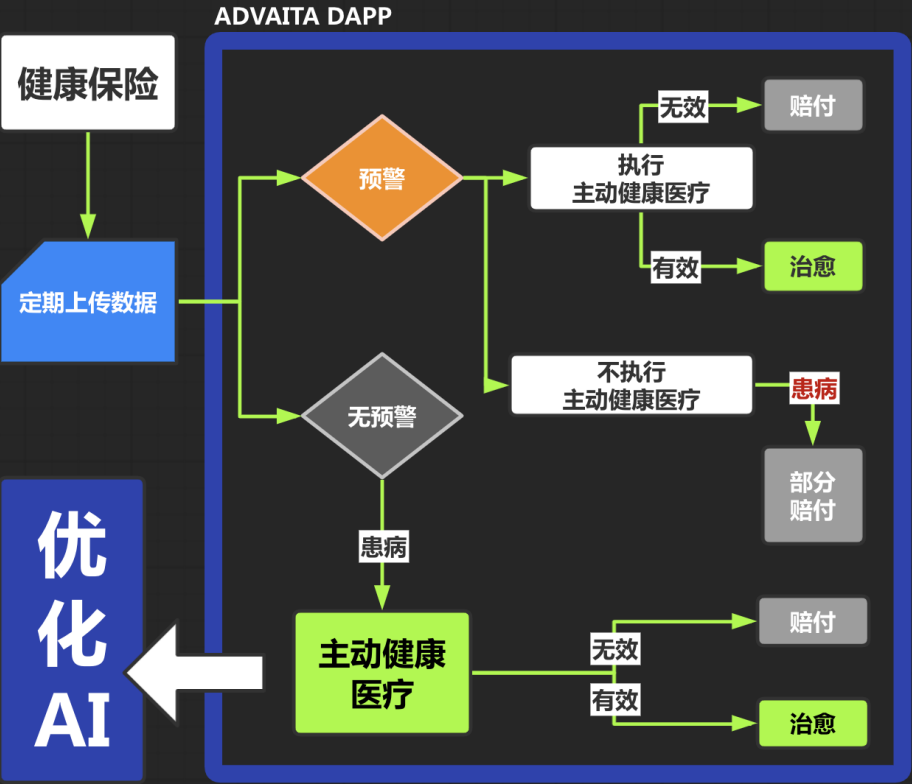 ADVAITA DAPP
健康保险
定期上传数据
预警
无预警
执行
主动健康医疗
无效
赔付
有效
治愈
不执行
主动健康医疗
患病
部分
赔付
患病
主动健康
医疗
无效
赔付
有效
治愈
优
化
AI